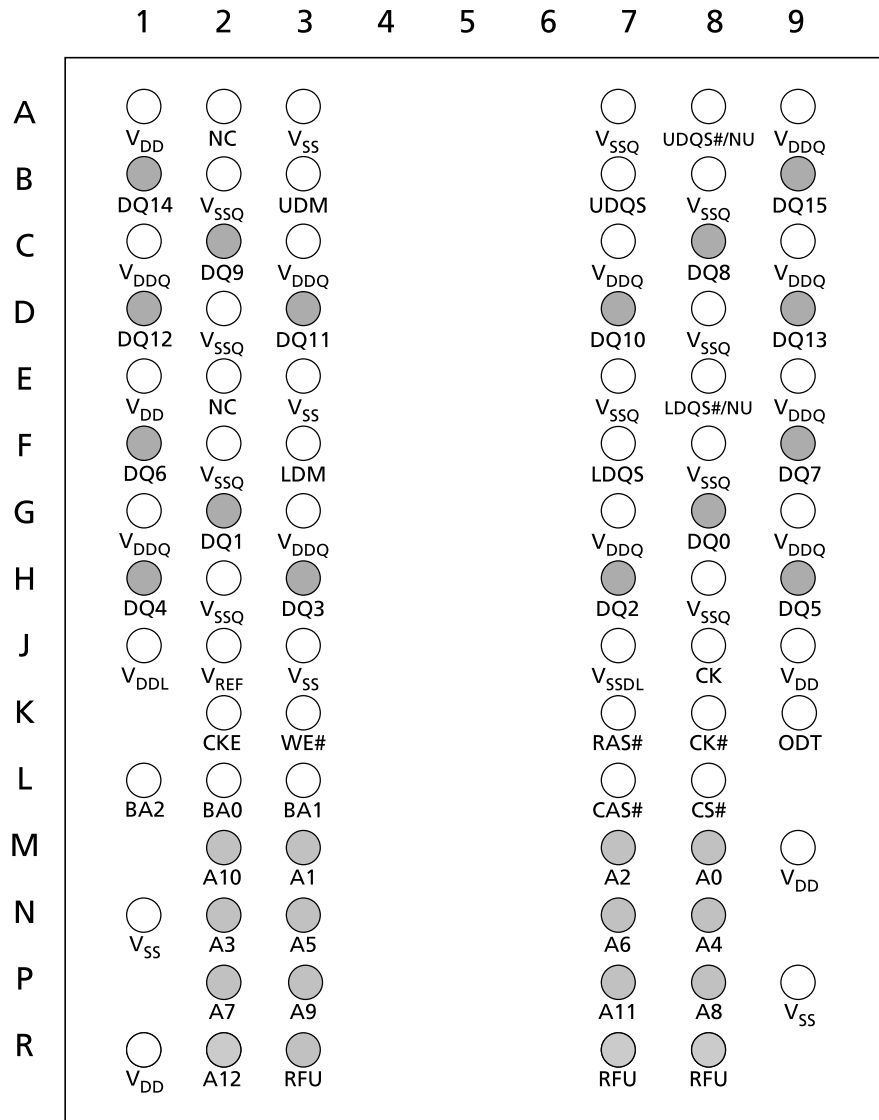 1 2 3 4 5 6 7 8 9
A
VDD NC VSS VSSQ UDQS#/NU VDDQ
B
DQ14 VSSQ UDM UDQS VSSQ DQ15
C
VDDQ DQ9 VDDQ VDDQ DQ8 VDDQ
D
DQ12 VSSQ DQ11 DQ10 VSSQ DQ13
E
VDD NC VSS VSSQ LDQS#/NU VDDQ
F
DQ6 VSSQ LDM LDQS VSSQ DQ7
G
VDDQ DQ1 VDDQ VDDQ DQ0 VDDQ
H
DQ4 VSSQ DQ3 DQ2 VSSQ DQ5
J
VDDL VREF VSS VSSDL CK VDD
K
CKE WE# RAS# CK# ODT
L
BA2 BA0 BA1 CAS# CS#
M
A10 A1 A2 A0 VDD
N
VSS A3 A5 A6 A4
P
A7 A9 A11 A8 VSS
R
VDD A12 RFU RFU RFU